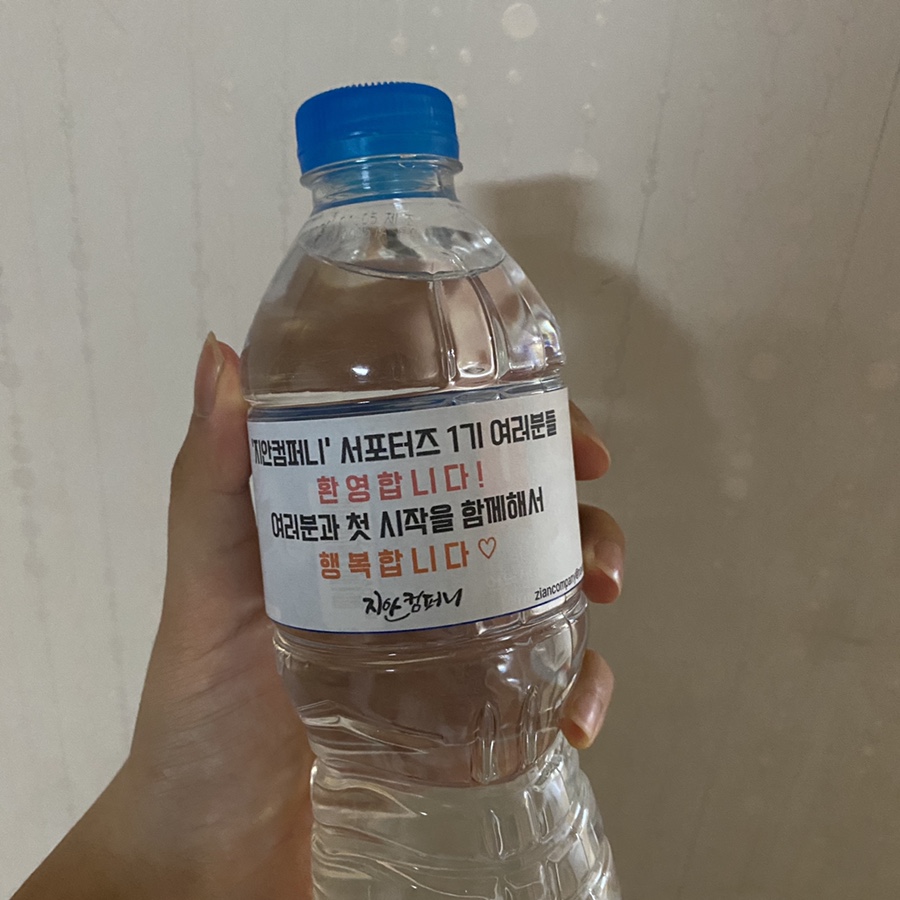 '지안컴퍼니' 서포터즈 1기 여러분들
환영합니다!
여러분과 첫 시작을 함께해서
행복합니다♡
지안컴퍼니